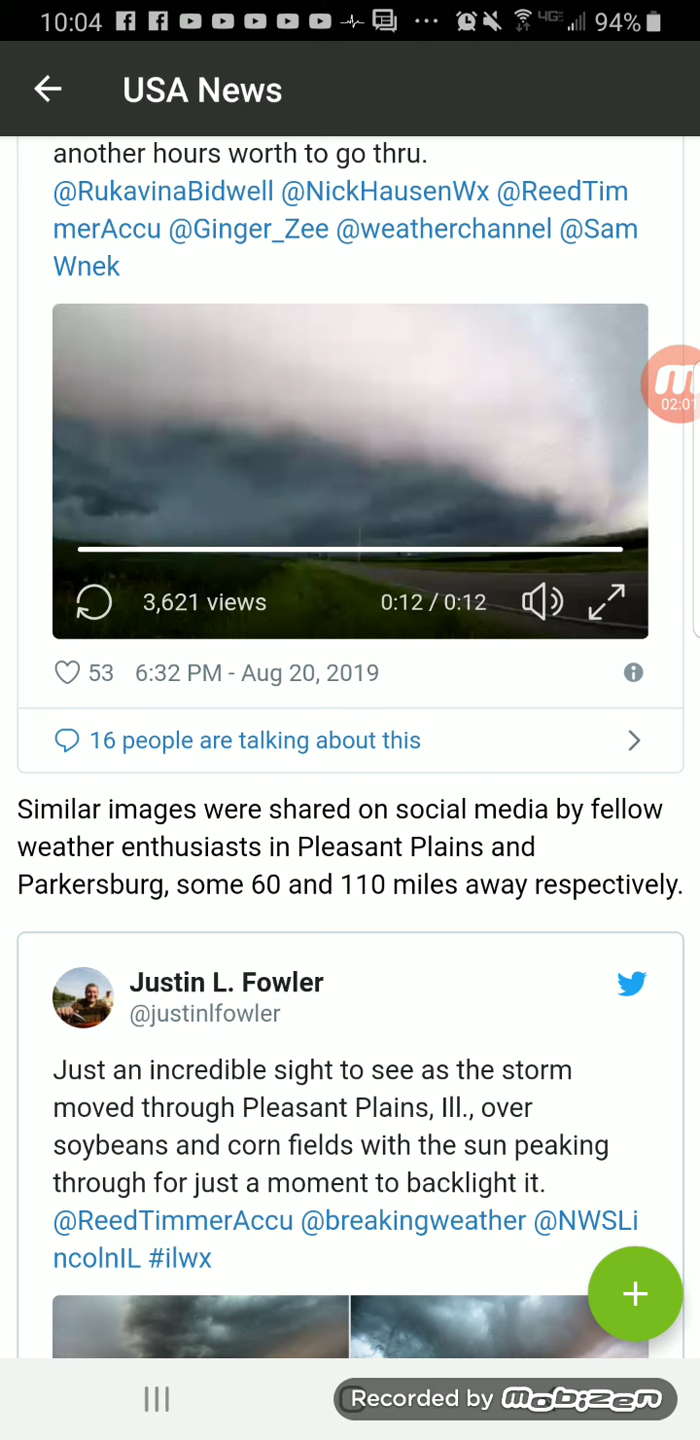 10:04 4GE 94%
USA News
another hours worth to go thru.
@RukavinaBidwell @NickHausenWx @ReedTim
merAccu @Ginger_Zee @weatherchannel @Sam
Wnek
02:01
3,621 views 0:12 / 0:12
53 6:32 PM - Aug 20, 2019
16 people are talking about this
Similar images were shared on social media by fellow
weather enthusiasts in Pleasant Plains and
Parkersburg, some 60 and 110 miles away respectively.
Justin L. Fowler
@justinlfowler
Just an incredible sight to see as the storm
moved through Pleasant Plains, Ill., over
soybeans and corn fields with the sun peaking
through for just a moment to backlight it.
@ReedTimmerAccu @breakingweather @NWSLi
ncolnIL #ilwx
Recorded by mobizen